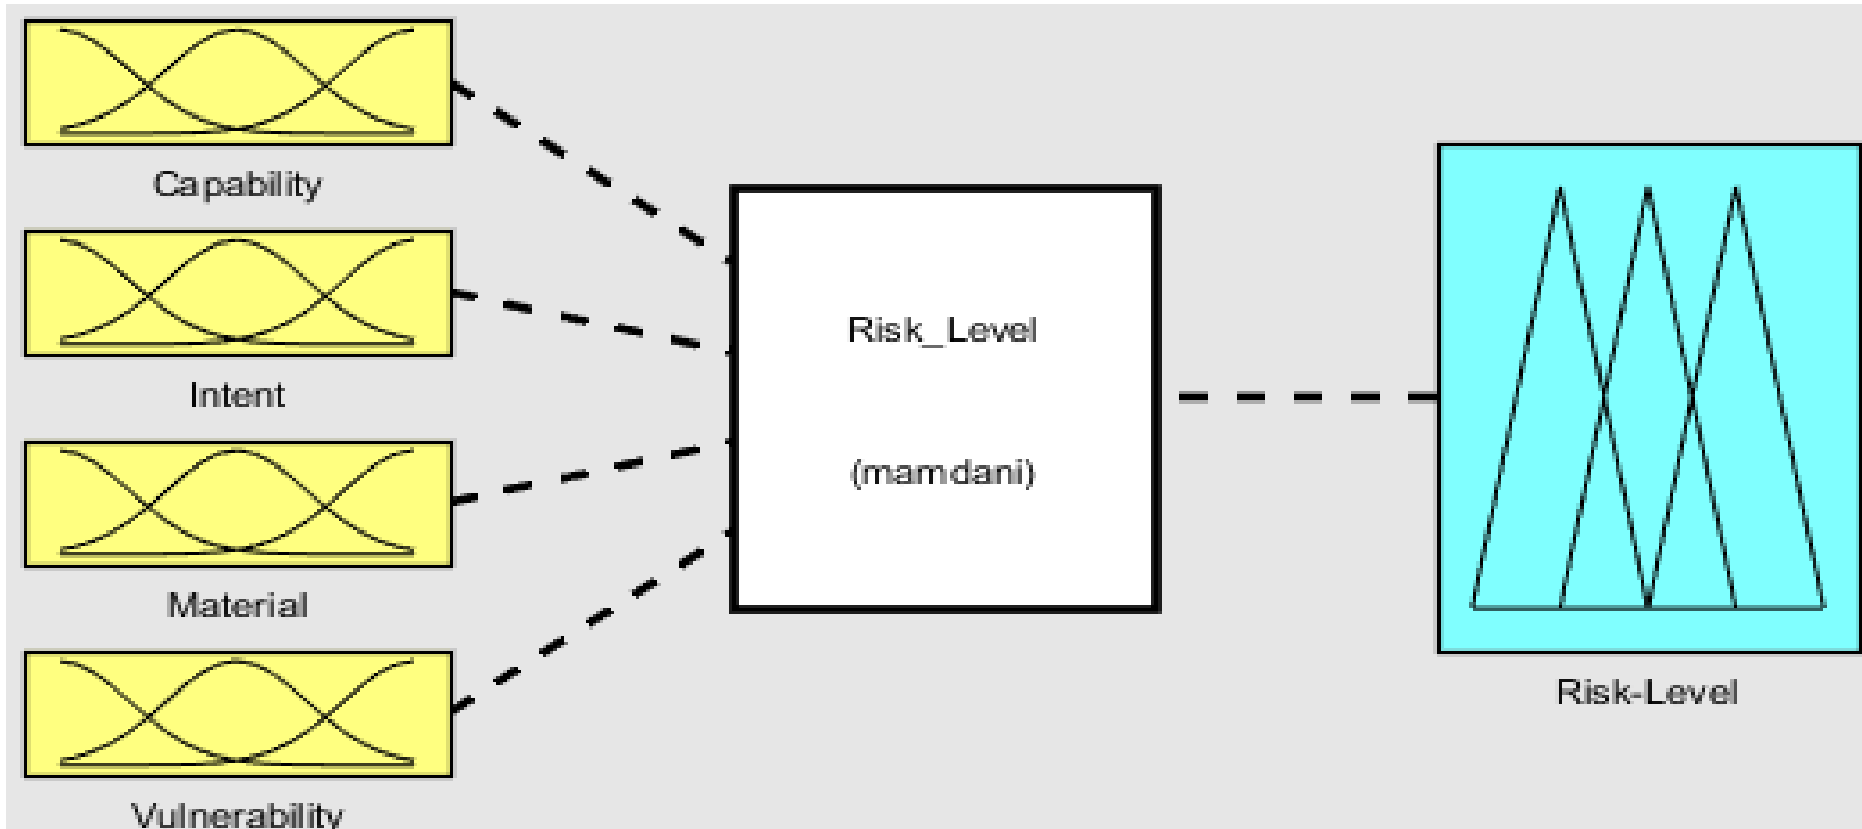 Capability
Intent
Material
Vulnerability
Risk_Level
(mamdani)
Risk-Level